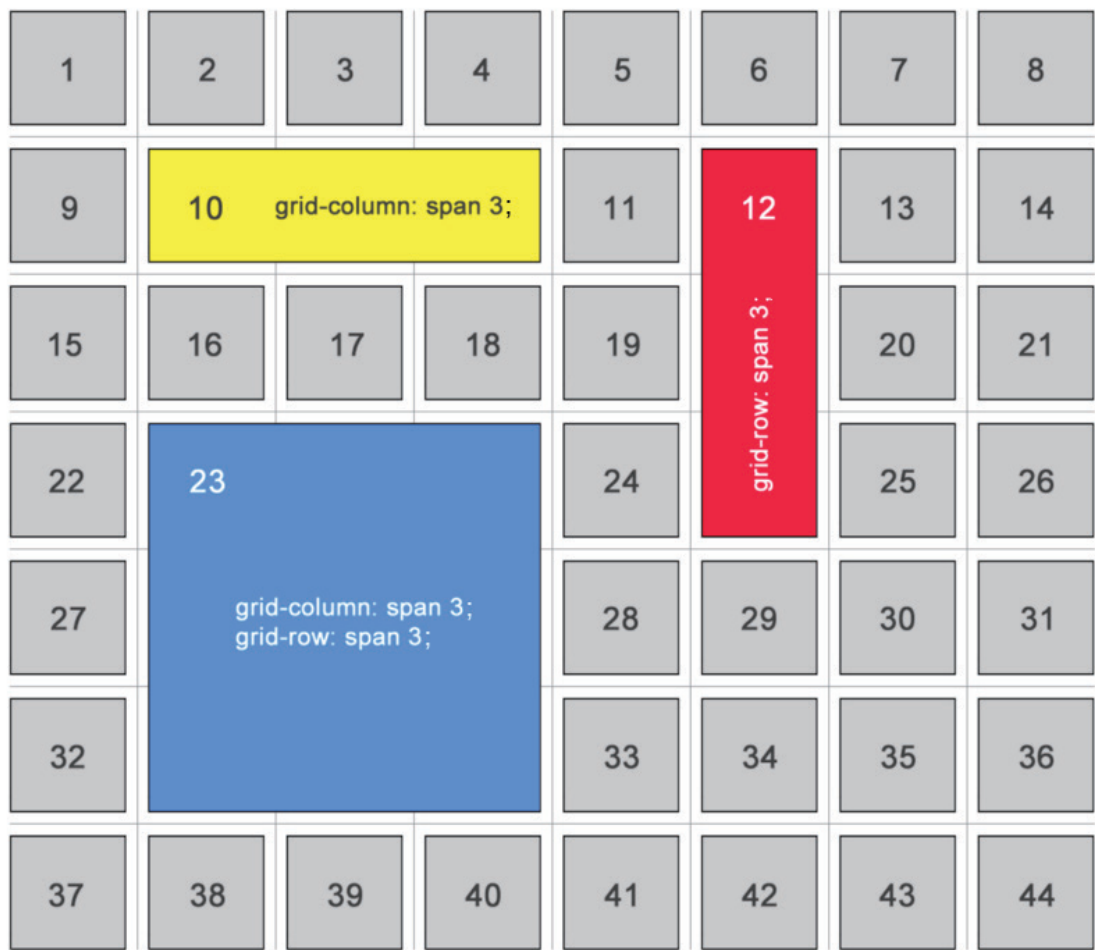 1 2 3 4 5 6 7 8
9 10 grid-column: span 3; 11 12 13 14
grid-row: span 3;
15 16 17 18 19 20 21
22 23 24 25 26
grid-column: span 3;
grid-row: span 3;
27 28 29 30 31
32 33 34 35 36
37 38 39 40 41 42 43 44